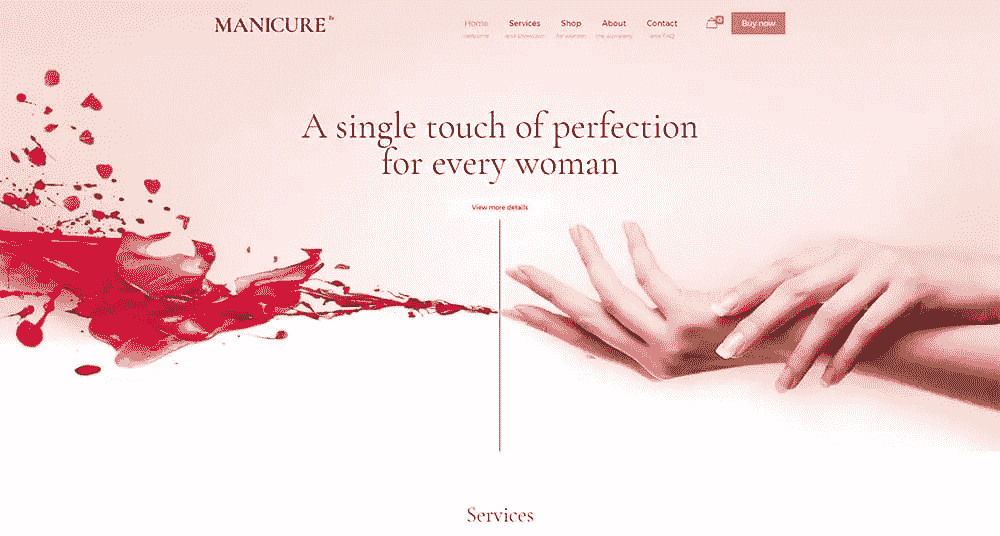 MANICURE
Home Services Shop About Contact 0 Buy now
welcome and showcase for women the company and FAQ
A single touch of perfection
for every woman
View more details
Services